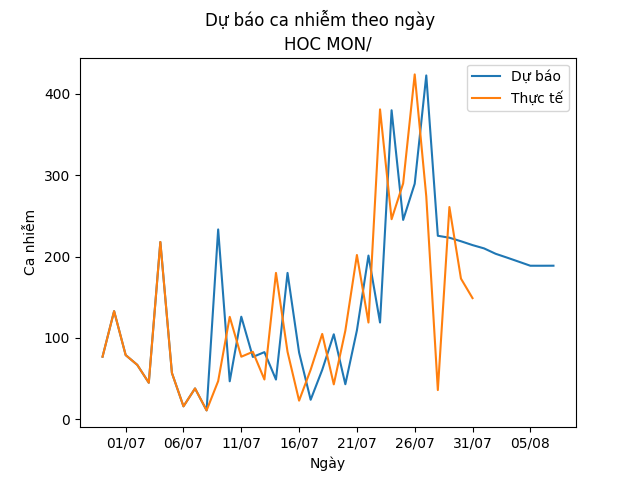 Dự báo ca nhiễm theo ngày
HOC MON/
Dự báo
Thực tế
Ca nhiễm
400
300
200
100
0
01/07 06/07 11/07 16/07 21/07 26/07 31/07 05/08
Ngày